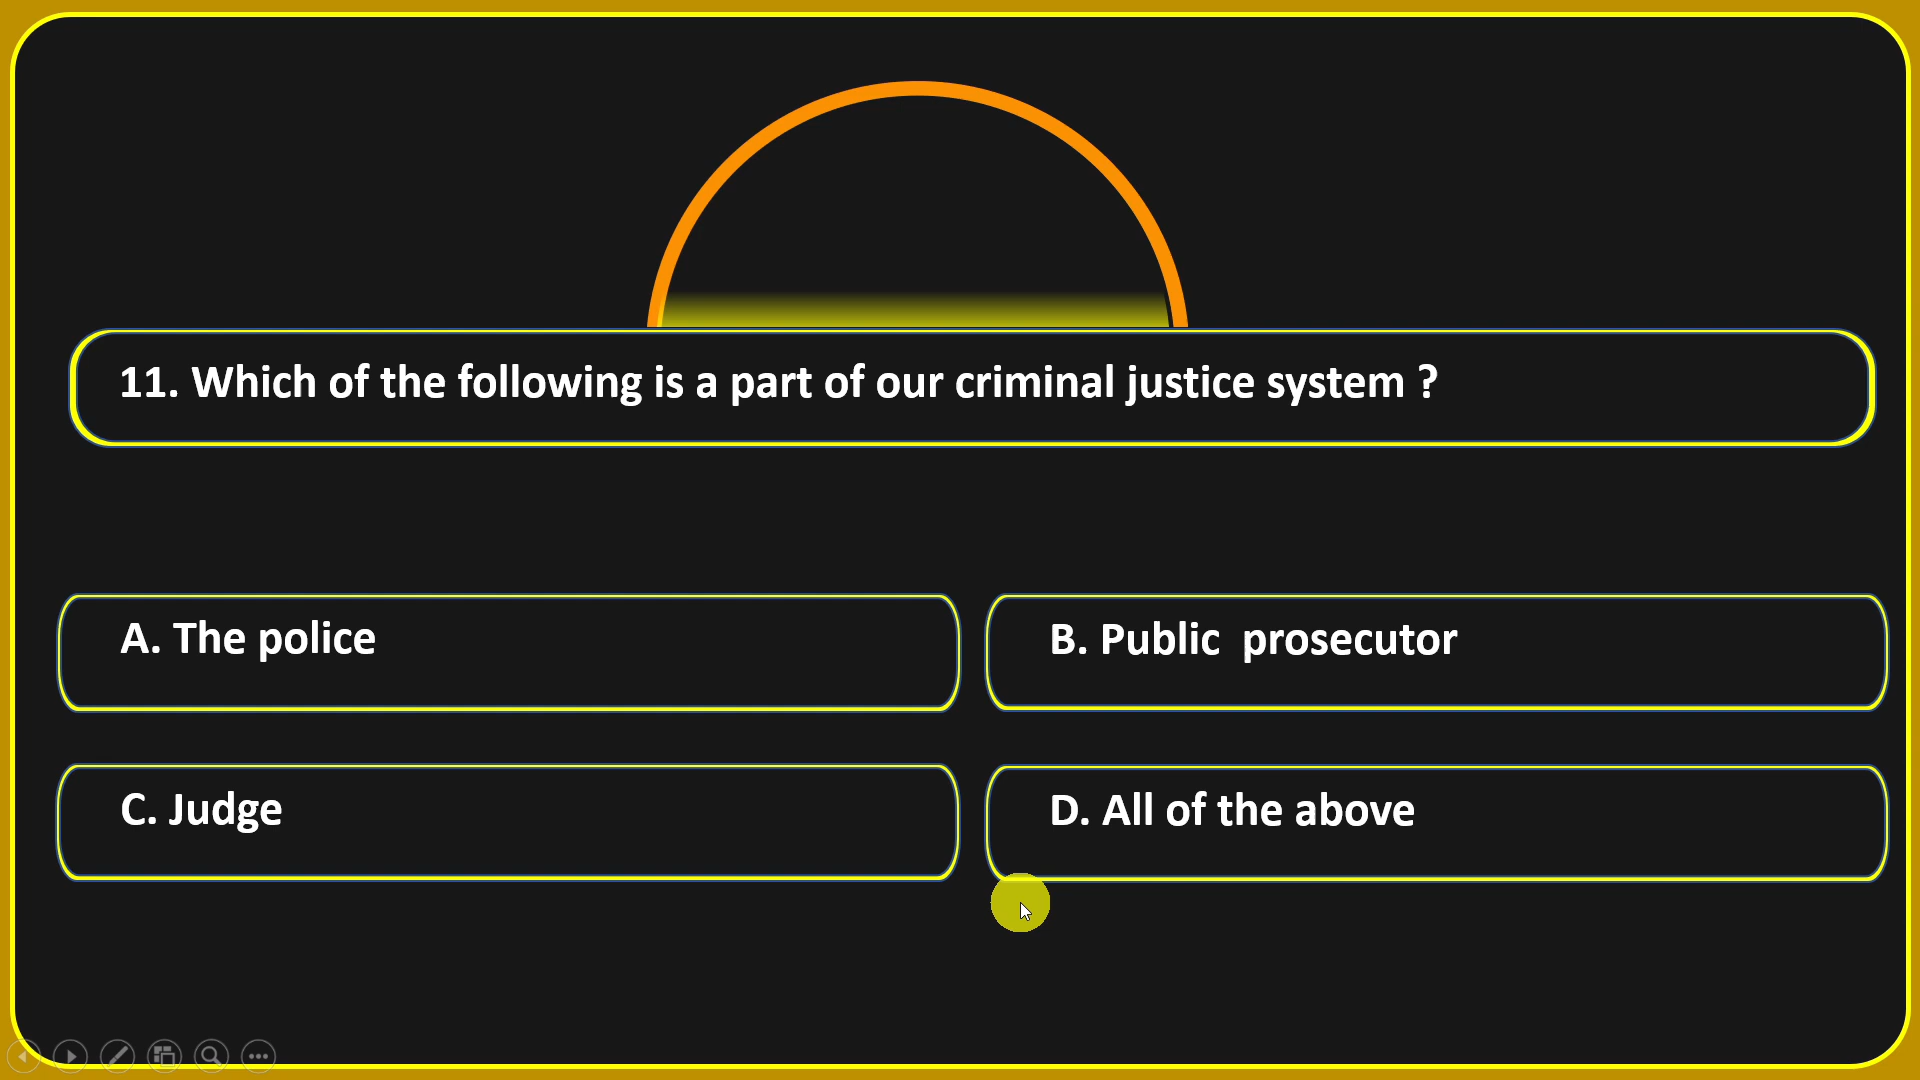 11. Which of the following is a part of our criminal justice system ?
A. The police
B. Public  prosecutor
C. Judge
D. All of the above